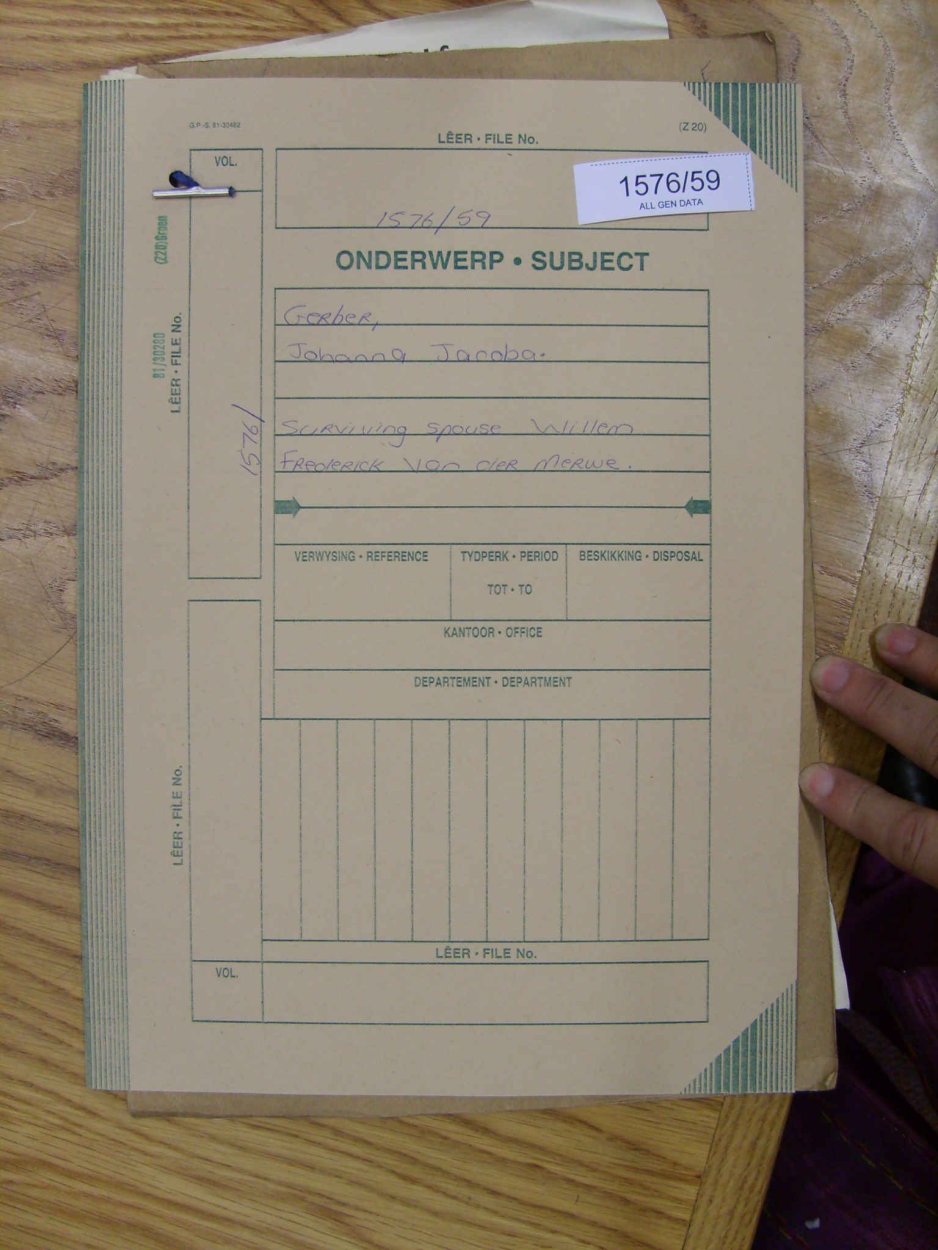 G.P.-S. 81-30482
LÊER • FILE No.
(Z 20)
VOL.
1576/59
ALL GEN DATA
1576/59
ONDERWERP • SUBJECT
(Z20) Groen
81/30280
LÊER • FILE No.
1576/
Gerber,
Johanna Jacoba.
Surviving spouse Willem
Frederick Van der Merwe.
VERWYSING • REFERENCE
TYDPERK • PERIOD
BESKIKKING • DISPOSAL
TOT • TO
KANTOOR • OFFICE
DEPARTEMENT • DEPARTMENT
LÊER • FILE No.
LÊER • FILE No.
VOL.